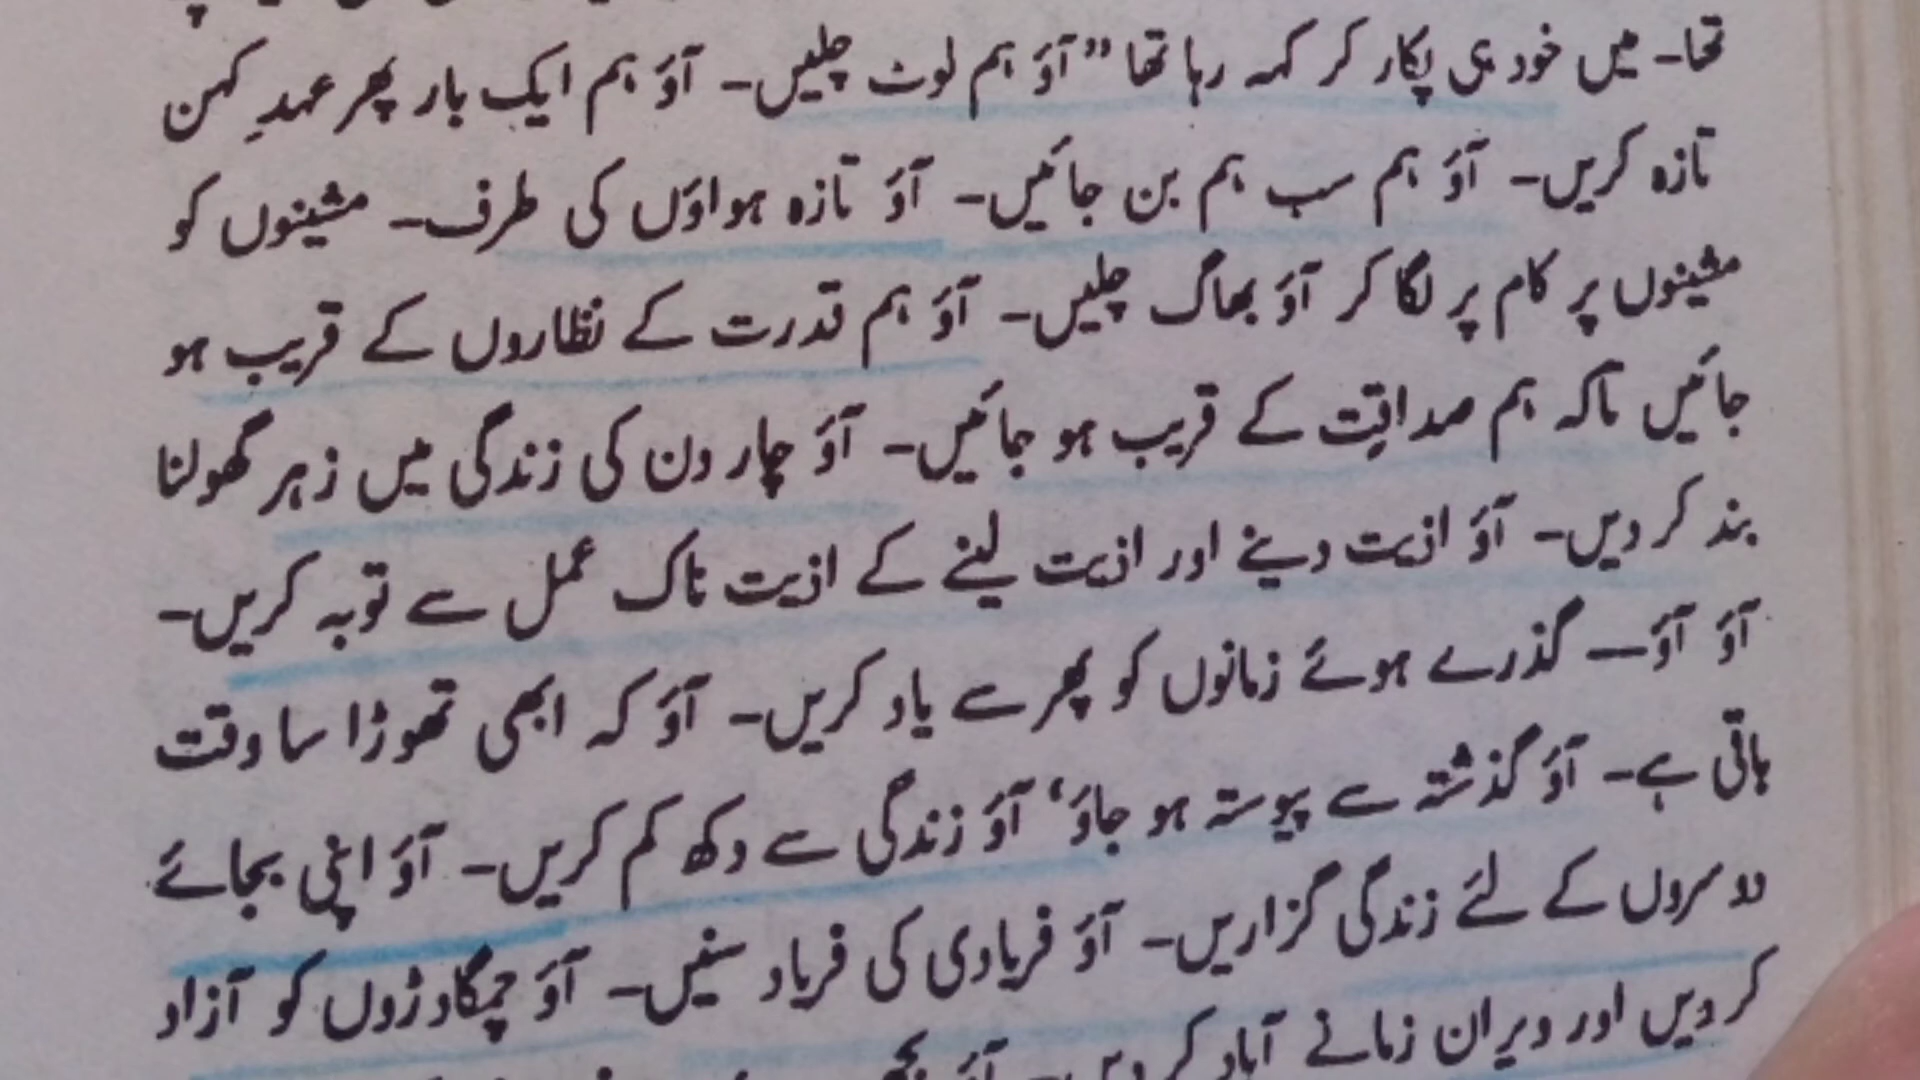 تھا۔ میں خود ہی پکار کر کہہ رہا تھا ”آؤ ہم لوٹ چلیں۔ آؤ ہم ایک بار پھر عہدِ کہن
تازہ کریں۔ آؤ ہم سب ہم بن جائیں۔ آؤ تازہ ہواؤں کی طرف۔ مشینوں کو
مشینوں پر کام پر لگا کر آؤ بھاگ چلیں۔ آؤ ہم قدرت کے نظاروں کے قریب ہو
جائیں تاکہ ہم صداقت کے قریب ہو جائیں۔ آؤ چار دن کی زندگی میں زہر گھولنا
بند کر دیں۔ آؤ اذیت دینے اور اذیت لینے کے اذیت ناک عمل سے توبہ کریں۔
آؤ آؤ— گذرے ہوئے زمانوں کو پھر سے یاد کریں۔ آؤ کہ ابھی تھوڑا سا وقت
باقی ہے۔ آؤ گذشتہ سے پیوستہ ہو جاؤ، آؤ زندگی سے دکھ کم کریں۔ آؤ اپنی بجائے
دوسروں کے لئے زندگی گزاریں۔ آؤ فریادی کی فریاد سنیں۔ آؤ چمگادڑوں کو آزاد
کر دیں اور ویران زمانے آباد کر دیں۔ آؤ